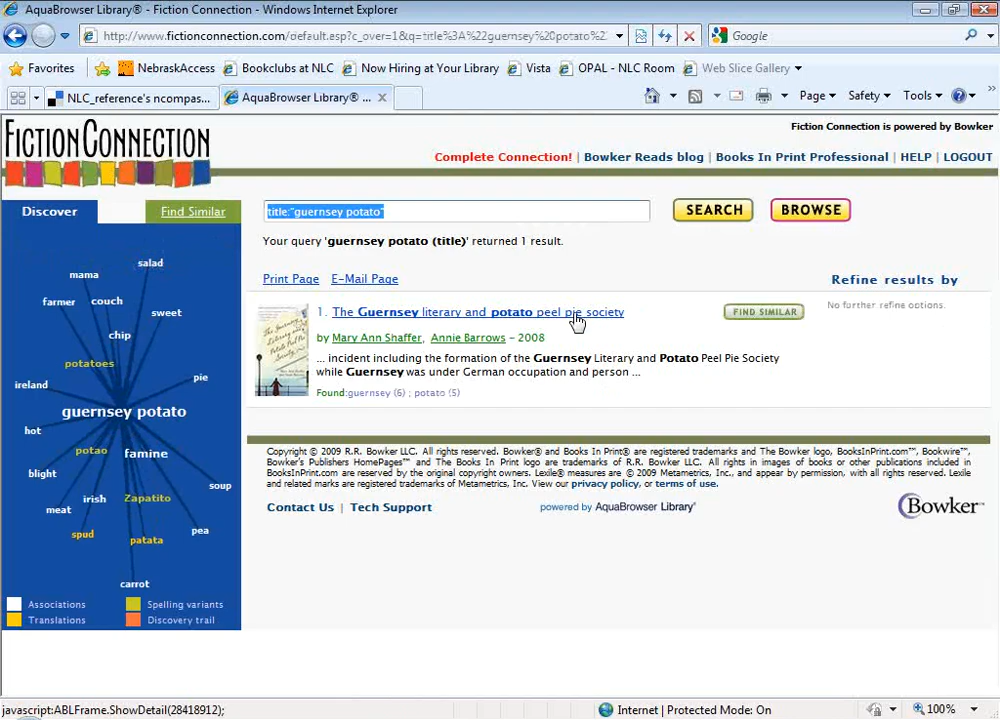 AquaBrowser Library® - Fiction Connection - Windows Internet Explorer
http://www.fictionconnection.com/default.esp?c_over=1&q=title%3A%22guernsey%20potato%2:
Google
Favorites
NebraskAccess
Bookclubs at NLC
Now Hiring at Your Library
Vista
OPAL - NLC Room
Web Slice Gallery
NLC_reference's ncompas...
AquaBrowser Library® ...
Page
Safety
Tools
»
FICTIONCONNECTION
Fiction Connection is powered by Bowker
Complete Connection! | Bowker Reads blog | Books In Print Professional | HELP | LOGOUT
Discover
Find Similar
title:"guernsey potato"
SEARCH
BROWSE
Your query 'guernsey potato (title)' returned 1 result.
Print Page
E-Mail Page
Refine results by
No further refine options.
1. The Guernsey literary and potato peel pie society
FIND SIMILAR
by Mary Ann Shaffer, Annie Barrows - 2008
... incident including the formation of the Guernsey Literary and Potato Peel Pie Society
while Guernsey was under German occupation and person ...
Found:guernsey (6) ; potato (5)
salad
mama
farmer
couch
sweet
chip
potatoes
ireland
pie
guernsey potato
hot
potao
famine
blight
soup
irish
Zapatito
meat
spud
pea
patata
carrot
Associations
Spelling variants
Translations
Discovery trail
Copyright © 2009 R.R. Bowker LLC. All rights reserved. Bowker® and Books In Print® are registered trademarks and The Bowker logo, BooksInPrint.com™, Bookwire™,
Bowker's Publishers HomePages™ and The Books In Print logo are trademarks of R.R. Bowker LLC. All rights in images of books or other publications included in
BooksInPrint.com are reserved by the original copyright owners. Lexile® measures are © 2009 Metametrics, Inc., and appear by permission, with all rights reserved. Lexile
and related marks are registered trademarks of Metametrics, Inc. View our privacy policy, or terms of use.
Contact Us | Tech Support
powered by AquaBrowser Library®
Bowker™
javascript:ABLFrame.ShowDetail(28418912);
Internet | Protected Mode: On
100%